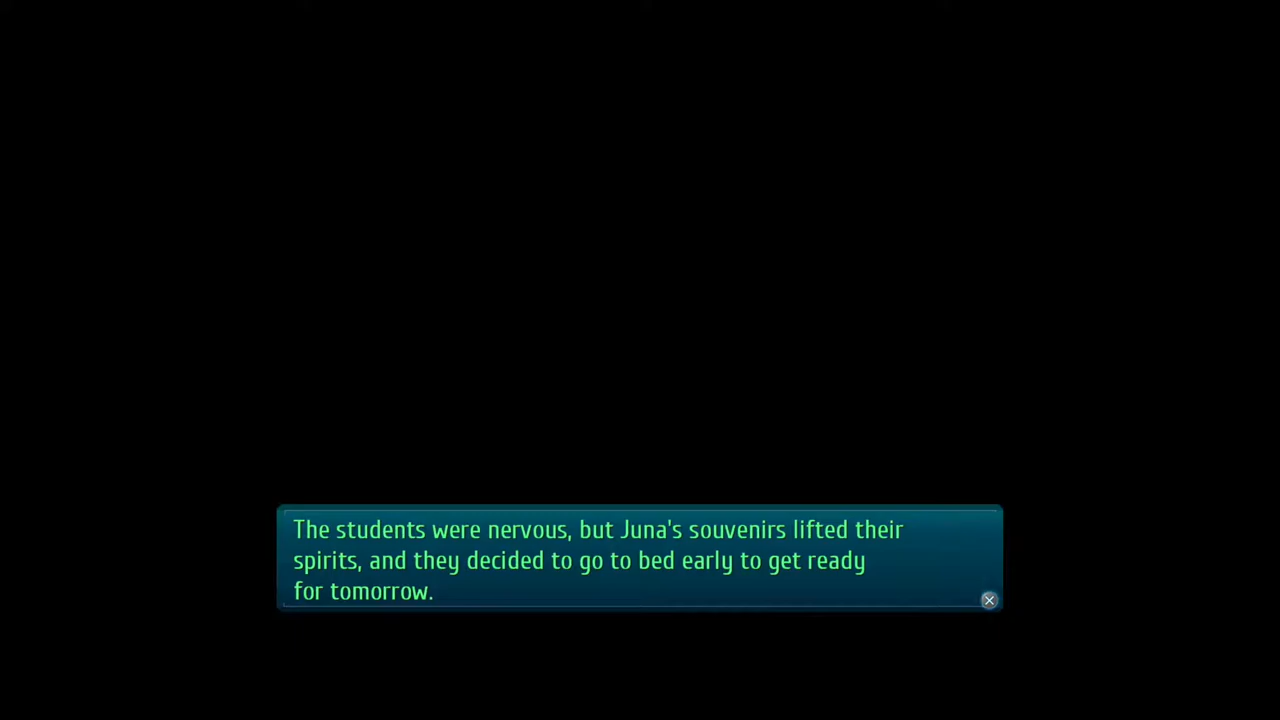 The students were nervous, but Juna's souvenirs lifted their
spirits, and they decided to go to bed early to get ready
for tomorrow.